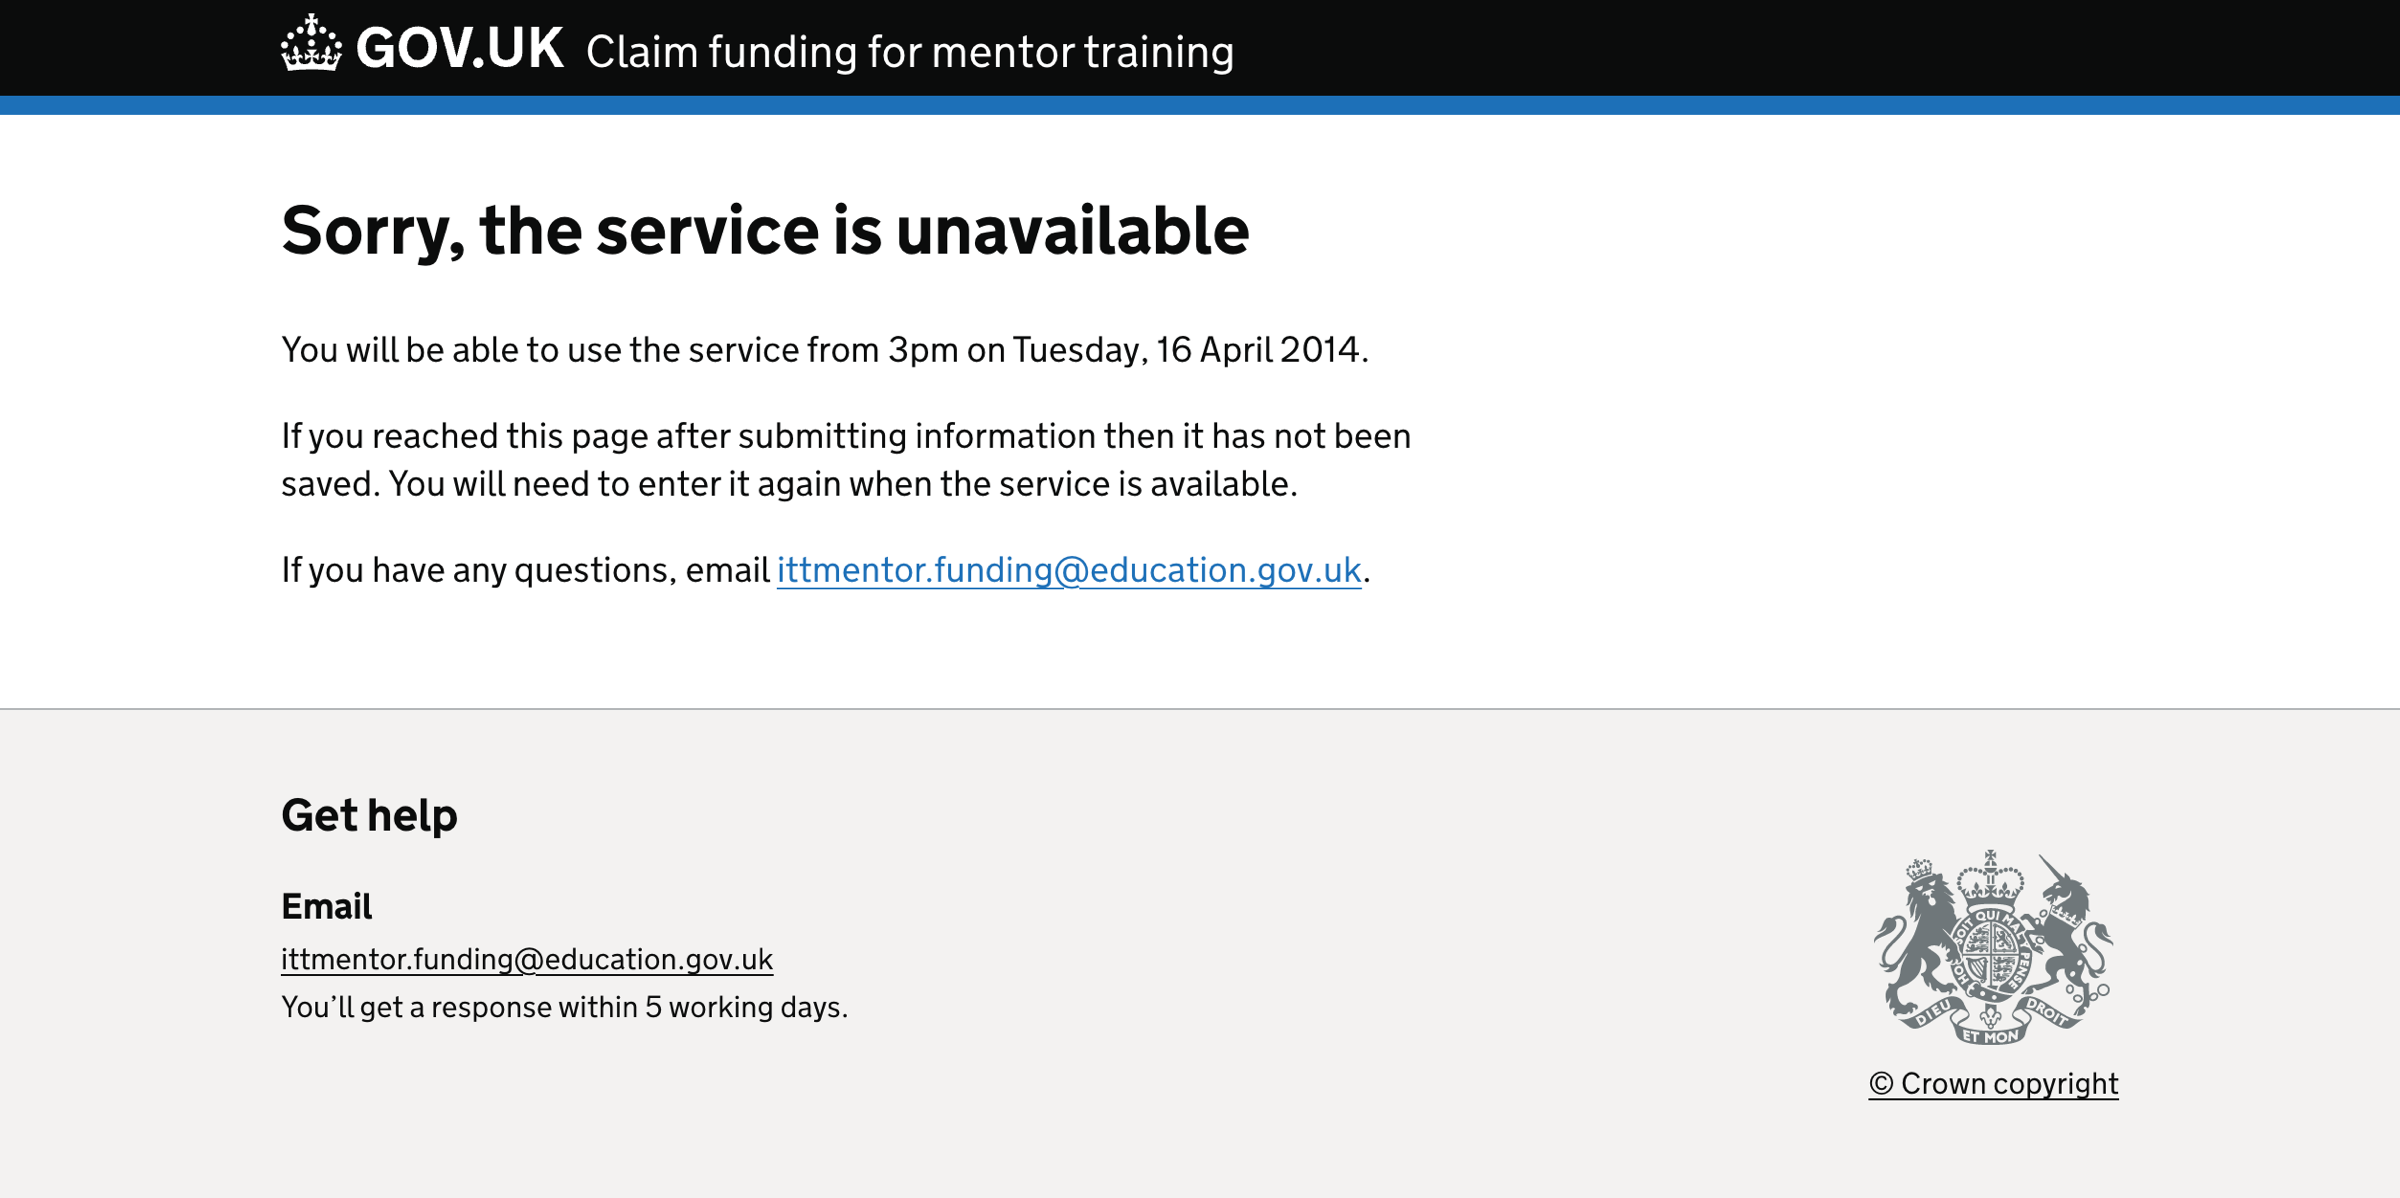 GOV.UK Claim funding for mentor training
Sorry, the service is unavailable
You will be able to use the service from 3pm on Tuesday, 16 April 2014.
If you reached this page after submitting information then it has not been
saved. You will need to enter it again when the service is available.
If you have any questions, email ittmentor.funding@education.gov.uk.
Get help
Email
ittmentor.funding@education.gov.uk
You’ll get a response within 5 working days.
SOIT QUI MAL
PENSE
HON
DIEU
ET MON
DROIT
© Crown copyright